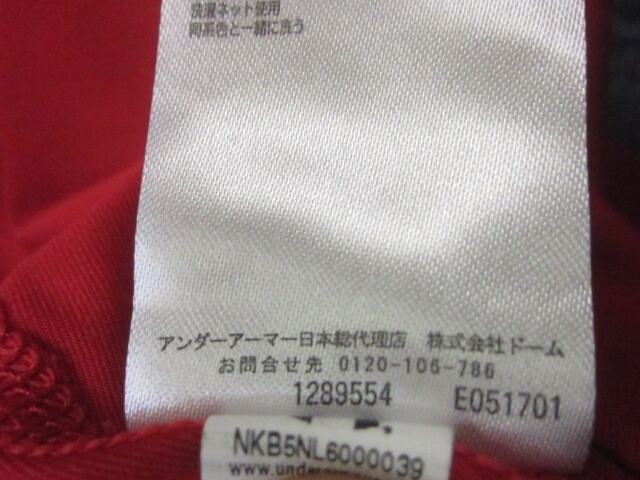 洗濯ネット使用
同系色と一緒に洗う
アンダーアーマー日本総代理店 株式会社ドーム
お問合せ先 0120-106-786
1289554 E051701
NKB5NL6000039